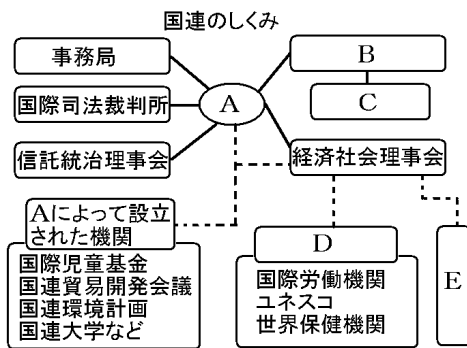 国連のしくみ
事務局
国際司法裁判所
信託統治理事会
A
B
C
経済社会理事会
Aによって設立
された機関
国際児童基金
国連貿易開発会議
国連環境計画
国連大学など
D
国際労働機関
ユネスコ
世界保健機関
E